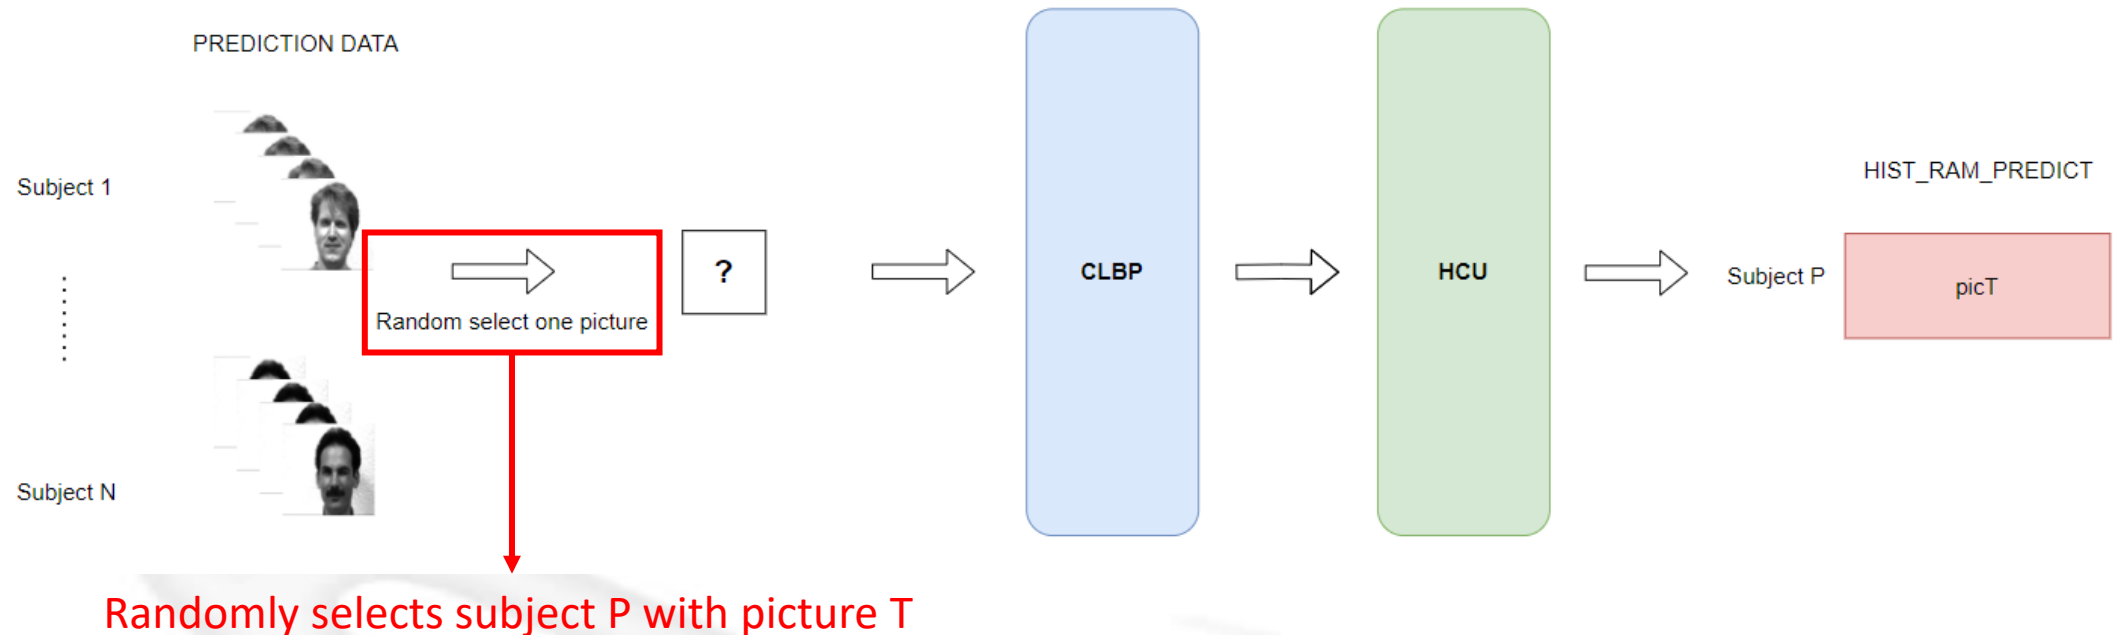 PREDICTION DATA
Subject 1
Random select one picture
?
CLBP
HCU
HIST_RAM_PREDICT
Subject P
picT
Subject N
Randomly selects subject P with picture T